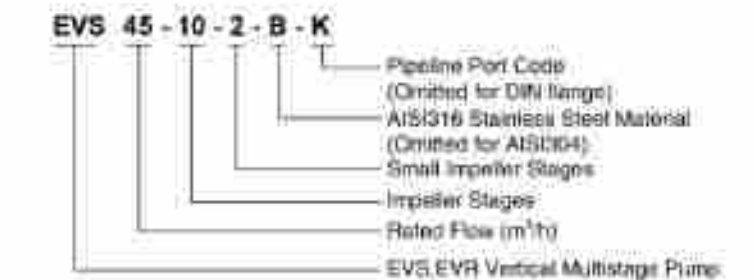 EVS 45 - 10 - 2 - B - K
Pipeline Port Code
(Omitted for DIN flange)
AISI316 Stainless Steel Material
(Omitted for AISI304)
Small Impeller Stages
Impeller Stages
Rated Flow (m³/h)
EVS,EVR Vertical Multistage Pump